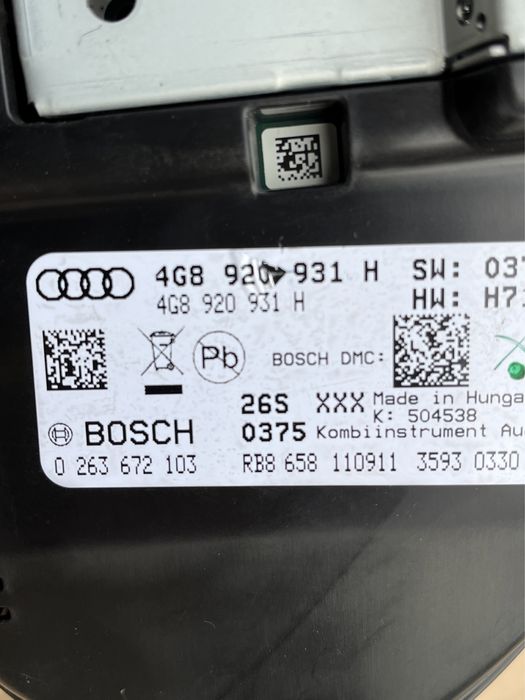 4G8 920 931 H SW: 037
4G8 920 931 H HW: H7
Pb BOSCH DMC:
26S XXX Made in Hunga
K: 504538
BOSCH 0375 Kombiinstrument Au
0 263 672 103 RB8 658 110911 3593 0330